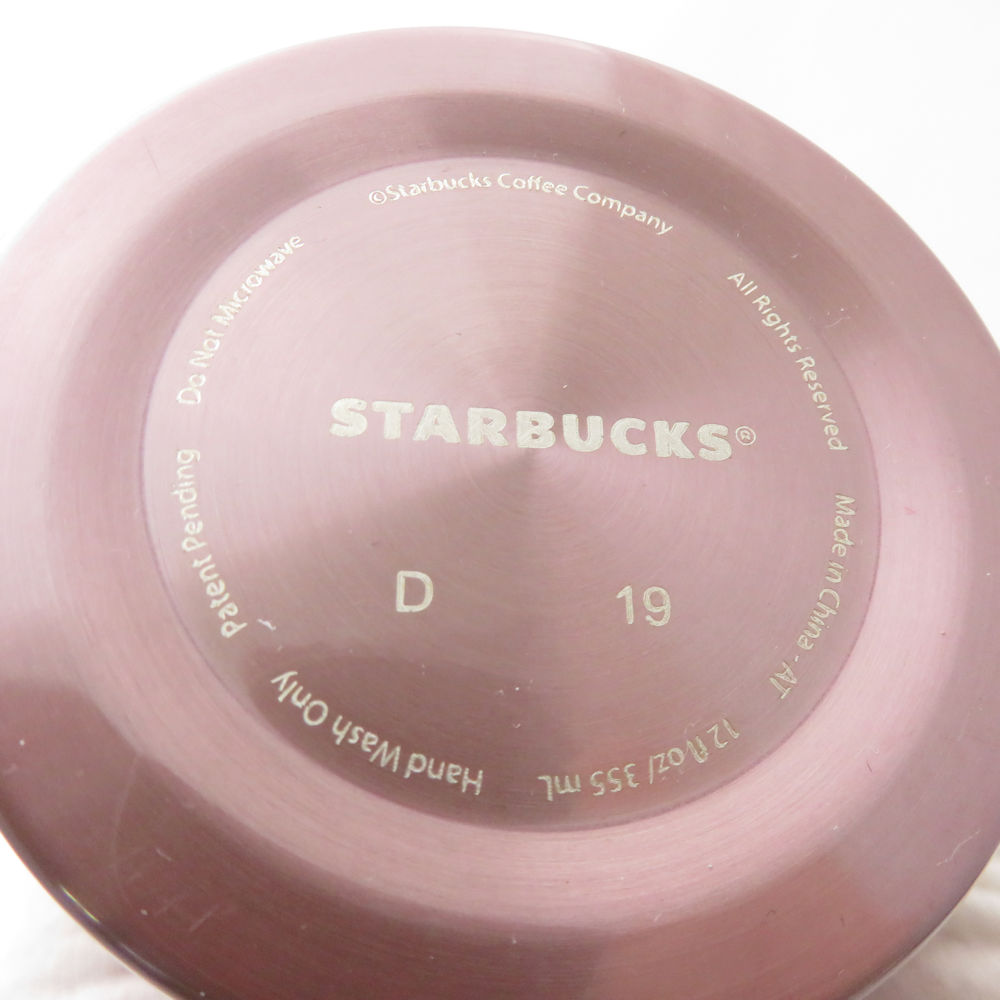 ©Starbucks Coffee Company
All Rights Reserved
Made in China - AT
12 fl oz/ 355 mL
Hand Wash Only
Patent Pending
Do Not Microwave
STARBUCKS®
D 19